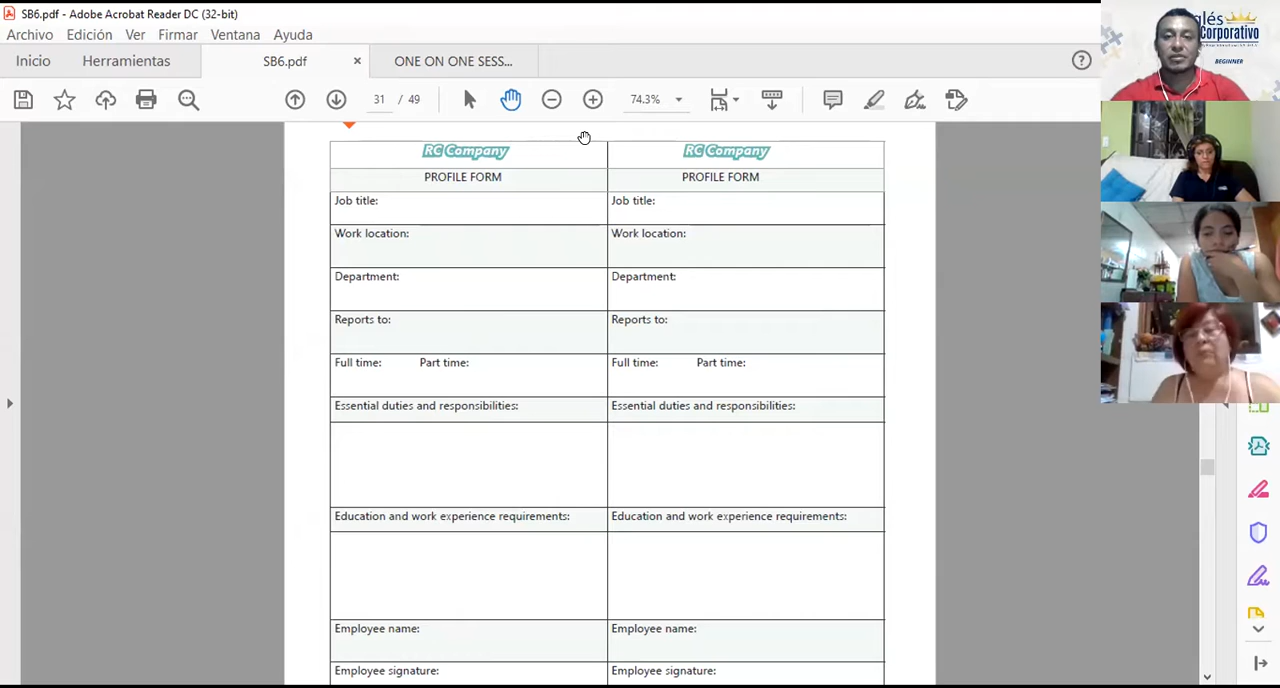 SB6.pdf - Adobe Acrobat Reader DC (32-bit)
Archivo Edición Ver Firmar Ventana Ayuda
Inicio Herramientas SB6.pdf × ONE ON ONE SESS...
31 / 49 74.3%
RC Company RC Company
PROFILE FORM PROFILE FORM
Job title: Job title:
Work location: Work location:
Department: Department:
Reports to: Reports to:
Full time: Part time: Full time: Part time:
Essential duties and responsibilities: Essential duties and responsibilities:
Education and work experience requirements: Education and work experience requirements:
Employee name: Employee name:
Employee signature: Employee signature:
glés
Corporativo
BEGINNER